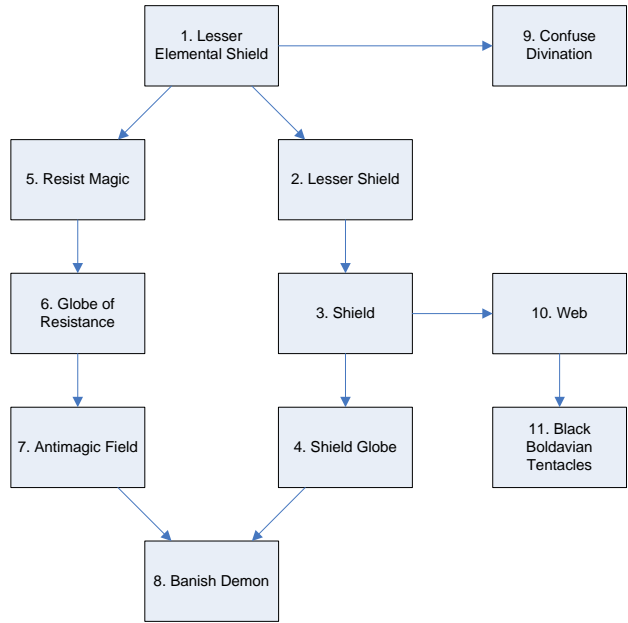 1. Lesser
Elemental Shield
9. Confuse
Divination
5. Resist Magic
2. Lesser Shield
6. Globe of
Resistance
3. Shield
10. Web
7. Antimagic Field
4. Shield Globe
11. Black
Boldavian
Tentacles
8. Banish Demon